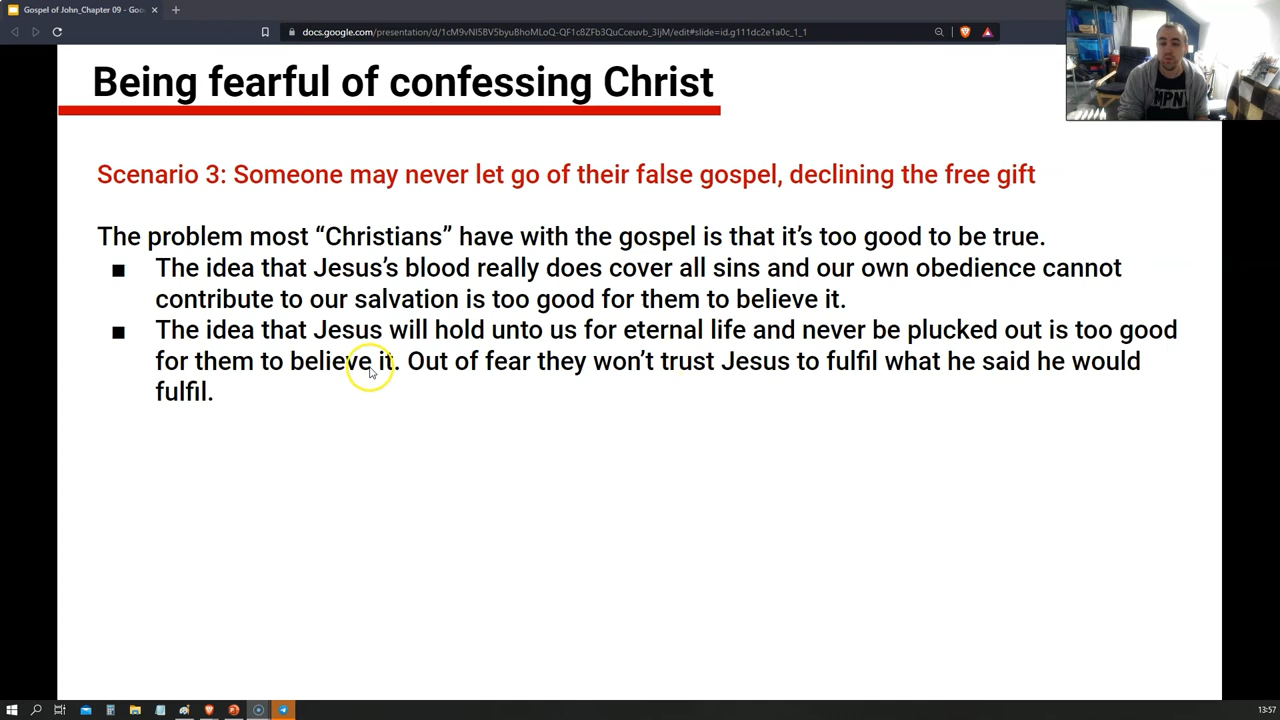 Gospel of John_Chapter 09 - Goo
docs.google.com/presentation/d/1cM9vNI5BV5byuBhoMLoQ-QF1c8ZFb3QuCceuvb_3IjM/edit#slide=id.g111dc2e1a0c_1_1
MPN
Being fearful of confessing Christ
Scenario 3: Someone may never let go of their false gospel, declining the free gift
The problem most “Christians” have with the gospel is that it’s too good to be true.
■ The idea that Jesus’s blood really does cover all sins and our own obedience cannot
contribute to our salvation is too good for them to believe it.
■ The idea that Jesus will hold unto us for eternal life and never be plucked out is too good
for them to believe it. Out of fear they won’t trust Jesus to fulfil what he said he would
fulfil.
13:57